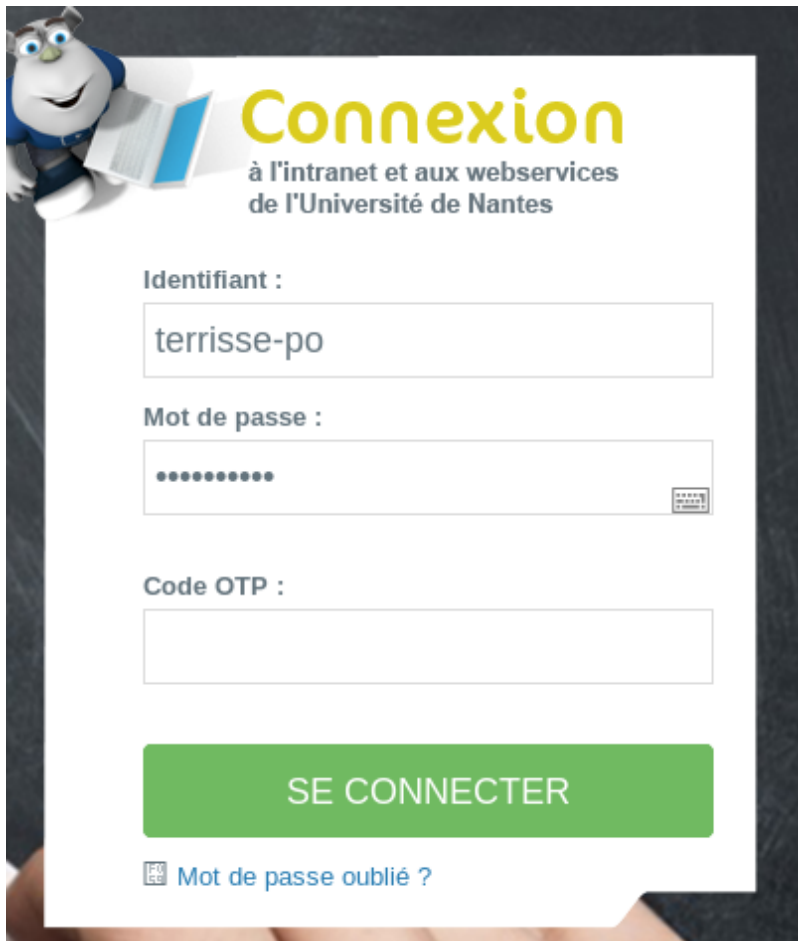 Connexion
à l'intranet et aux webservices
de l'Université de Nantes
Identifiant :
terrisse-po
Mot de passe :
••••••••••
Code OTP :
SE CONNECTER
Mot de passe oublié ?